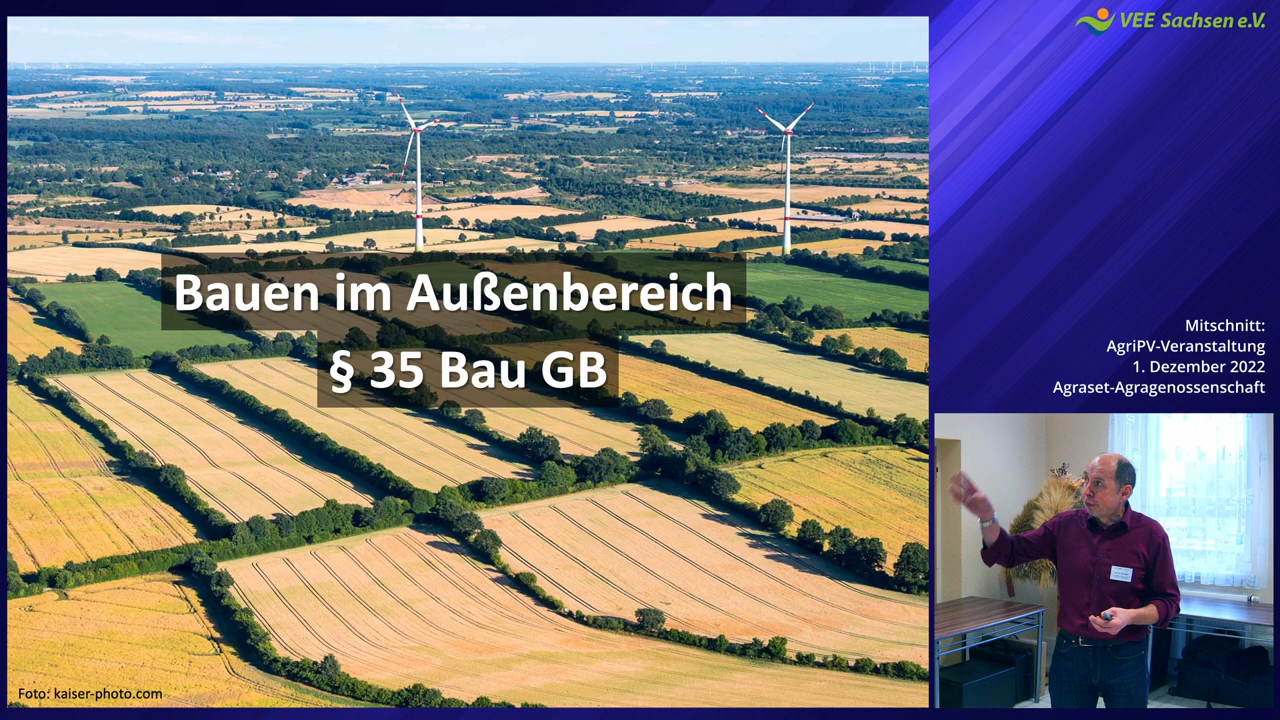 VEE Sachsen e.V.
Bauen im Außenbereich
§ 35 Bau GB
Mitschnitt:
AgriPV-Veranstaltung
1. Dezember 2022
Agraset-Agragenossenschaft
Foto: kaiser-photo.com